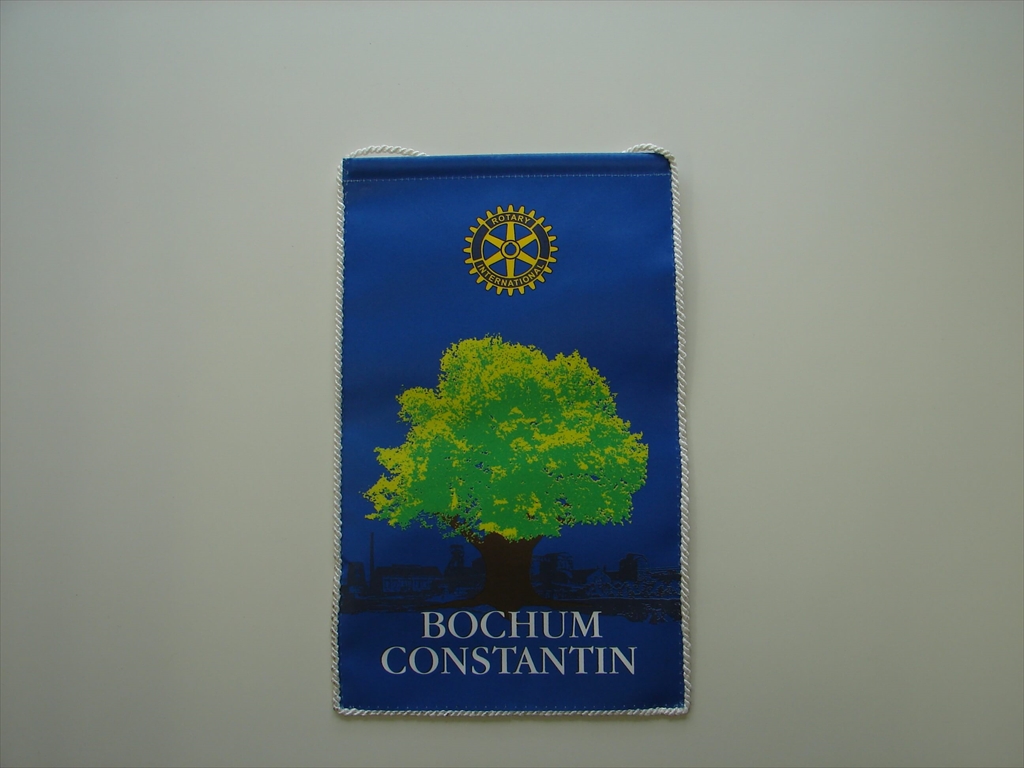 ROTARY
INTERNATIONAL
BOCHUM
CONSTANTIN